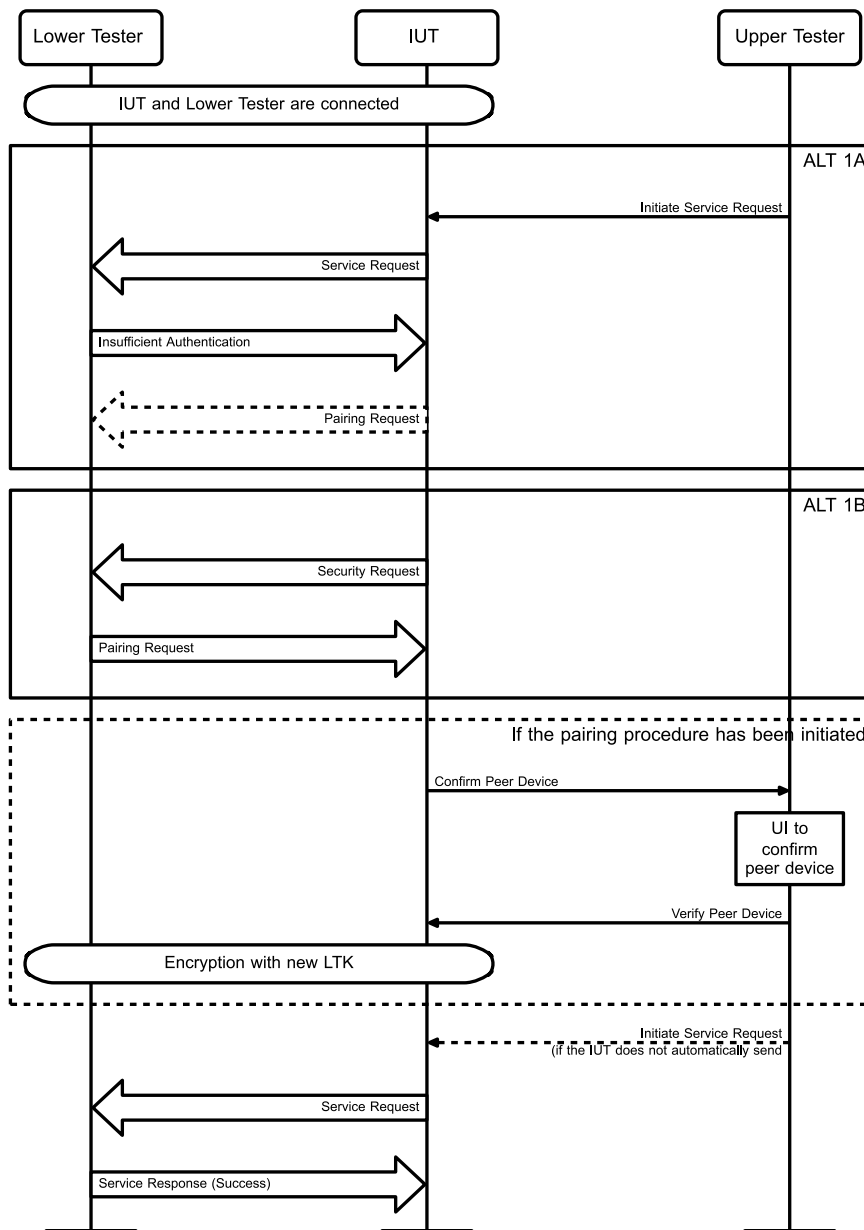 Lower Tester
IUT
Upper Tester
IUT and Lower Tester are connected
ALT 1A
Initiate Service Request
Service Request
Insufficient Authentication
Pairing Request
ALT 1B
Security Request
Pairing Request
If the pairing procedure has been initiated
Confirm Peer Device
UI to
confirm
peer device
Verify Peer Device
Encryption with new LTK
Initiate Service Request
(if the IUT does not automatically send
Service Request
Service Response (Success)